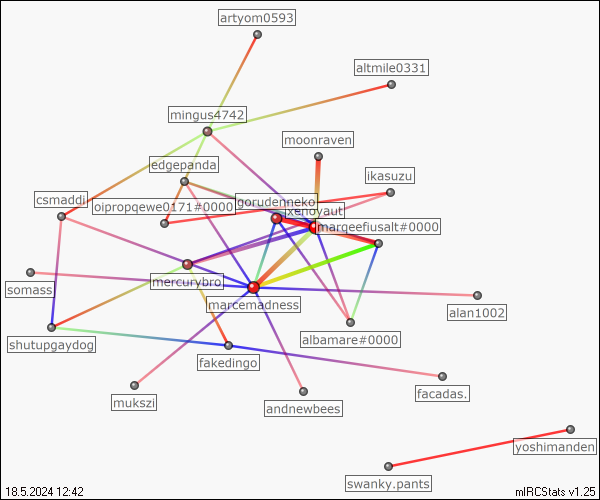 artyom0593
altmile0331
mingus4742
moonraven
edgepanda
ikasuzu
csmaddi
gorudenneko
oipropqewe0171#0000
xenoyaut
marqeefiusalt#0000
mercurybro
somass
marcemadness
alan1002
albamare#0000
shutupgaydog
fakedingo
facadas.
mukszi
andnewbees
yoshimanden
swanky.pants
18.5.2024 12:42
mIRCStats v1.25